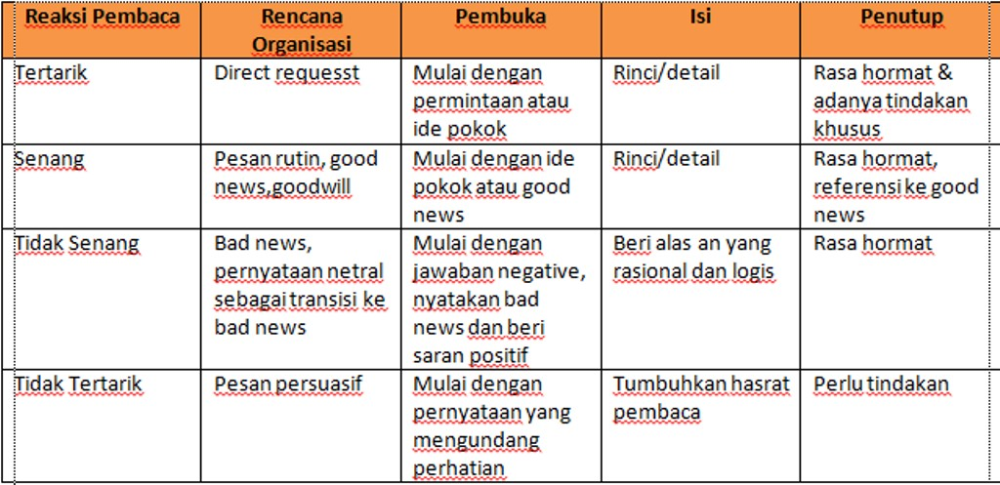 Reaksi Pembaca
Rencana
Organisasi
Pembuka
Isi
Penutup
Tertarik
Direct requesst
Mulai dengan
permintaan atau
ide pokok
Rinci/detail
Rasa hormat &
adanya tindakan
khusus
Senang
Pesan rutin, good
news,goodwill
Mulai dengan ide
pokok atau good
news
Rinci/detail
Rasa hormat,
referensi ke good
news
Tidak Senang
Bad news,
pernyataan netral
sebagai transisi ke
bad news
Mulai dengan
jawaban negative,
nyatakan bad
news dan beri
saran positif
Beri alas an yang
rasional dan logis
Rasa hormat
Tidak Tertarik
Pesan persuasif
Mulai dengan
pernyataan yang
mengundang
perhatian
Tumbuhkan hasrat
pembaca
Perlu tindakan